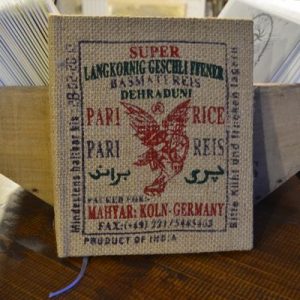 SUPER
LANGKORNIG GESCHLIFFENER
BASMATI REIS
DEHRADUNI
PARI ® RICE
PARI REIS
پری
PACKED FOR:
MAHYAR: KOLN-GERMANY
PRODUCT OF INDIA
Mindestens haltbar bis
Bitte Kühl und Trocken lagern